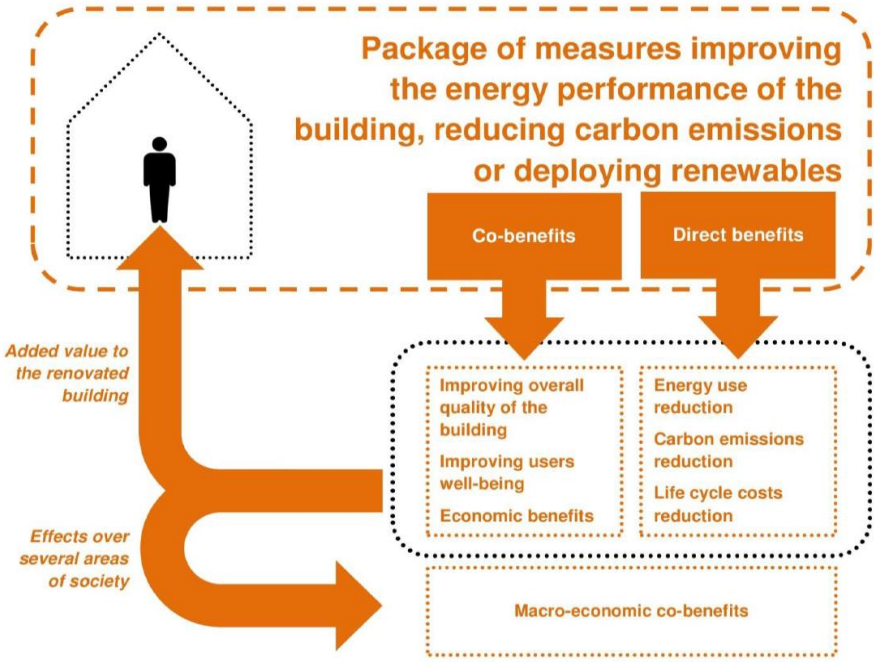 Package of measures improving
the energy performance of the
building, reducing carbon emissions
or deploying renewables
Co-benefits
Direct benefits
Added value to
the renovated
building
Improving overall
quality of the
building
Improving users
well-being
Economic benefits
Energy use
reduction
Carbon emissions
reduction
Life cycle costs
reduction
Effects over
several areas
of society
Macro-economic co-benefits